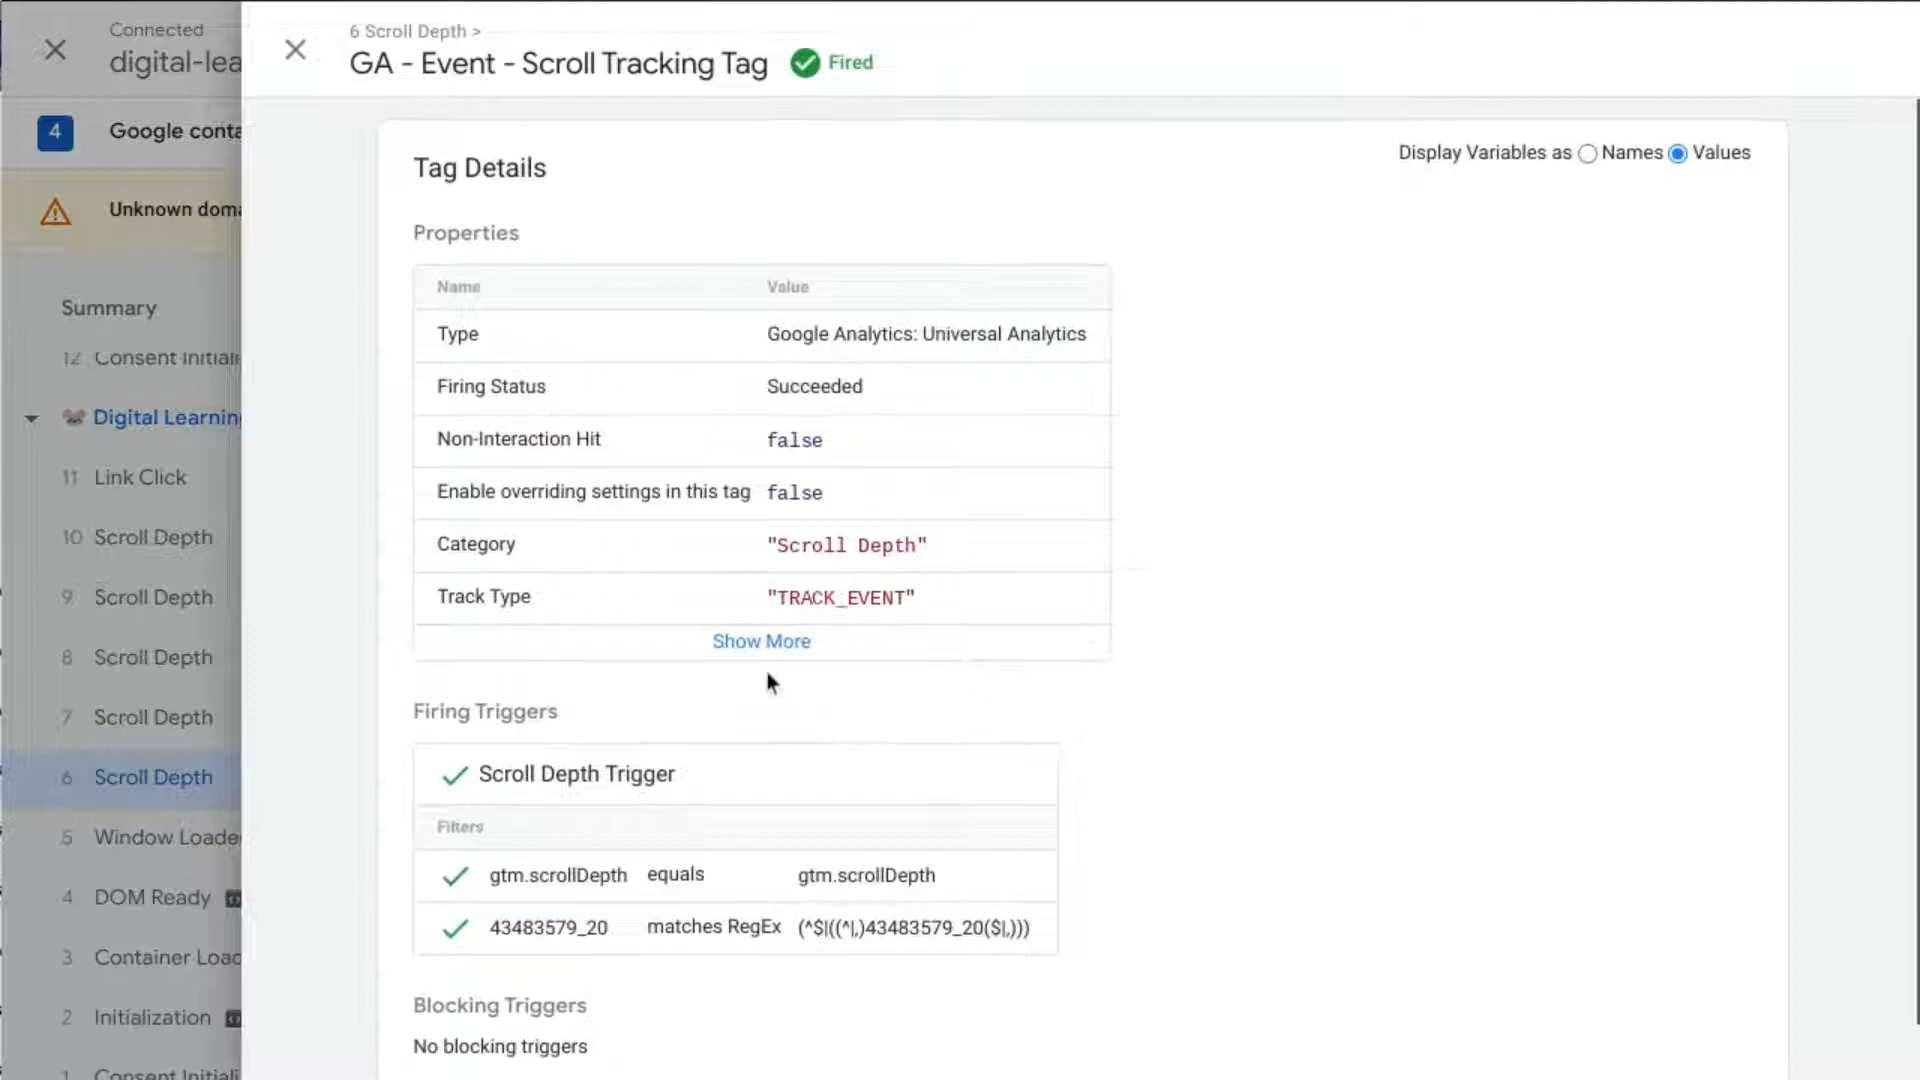 Connected
digital-lea
4 Google conta
Unknown doma
Summary
12 Consent Initiali
Digital Learnin
11 Link Click
10 Scroll Depth
9 Scroll Depth
8 Scroll Depth
7 Scroll Depth
6 Scroll Depth
5 Window Loade
4 DOM Ready
3 Container Load
2 Initialization
1 Consent Initiali
6 Scroll Depth >
GA - Event - Scroll Tracking Tag Fired
Tag Details
Display Variables as Names Values
Properties
Name Value
Type Google Analytics: Universal Analytics
Firing Status Succeeded
Non-Interaction Hit false
Enable overriding settings in this tag false
Category "Scroll Depth"
Track Type "TRACK_EVENT"
Show More
Firing Triggers
Scroll Depth Trigger
Filters
gtm.scrollDepth equals gtm.scrollDepth
43483579_20 matches RegEx (^$|((^|,)43483579_20($|,)))
Blocking Triggers
No blocking triggers